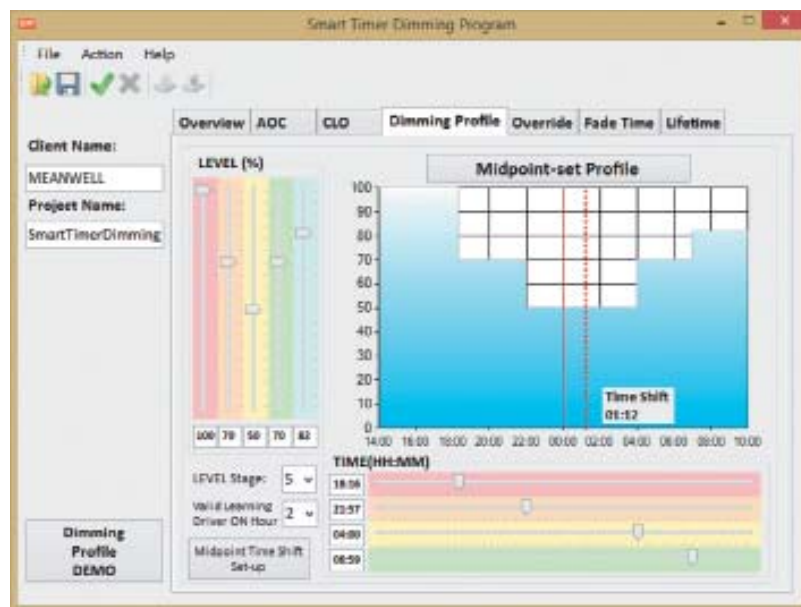 Smart Timer Dimming Program
File Action Help
Overview AOC CLO Dimming Profile Override Fade Time Lifetime
Client Name:
MEANWELL
Project Name:
SmartTimerDimming
LEVEL (%)
Midpoint-set Profile
100
90
80
70
60
50
40
30
20
10
0
14:00 16:00 18:00 20:00 22:00 00:00 02:00 04:00 06:00 08:00 10:00
Time Shift
01:12
100 70 50 70 82
TIME(HH:MM)
LEVEL Stage: 5
Valid Learning
Driver ON Hour 2
Midpoint Time Shift
Set-up
18:16
21:57
04:00
06:59
Dimming
Profile
DEMO